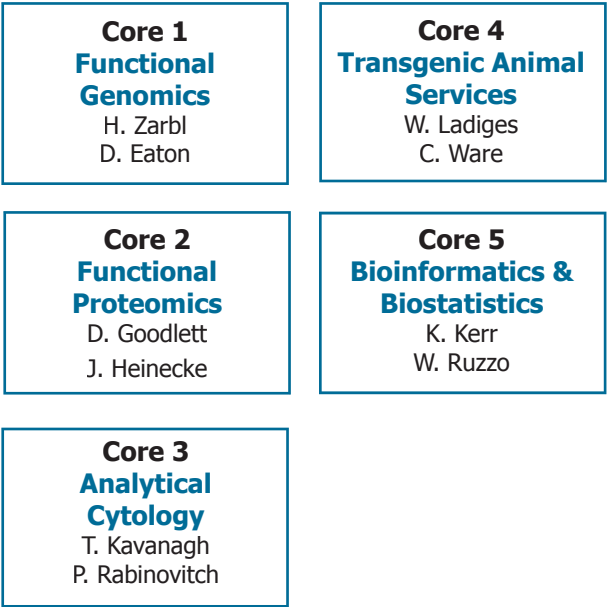 Core 1
Functional
Genomics
H. Zarbl
D. Eaton
Core 2
Functional
Proteomics
D. Goodlett
J. Heinecke
Core 3
Analytical
Cytology
T. Kavanagh
P. Rabinovitch
Core 4
Transgenic Animal
Services
W. Ladiges
C. Ware
Core 5
Bioinformatics &
Biostatistics
K. Kerr
W. Ruzzo